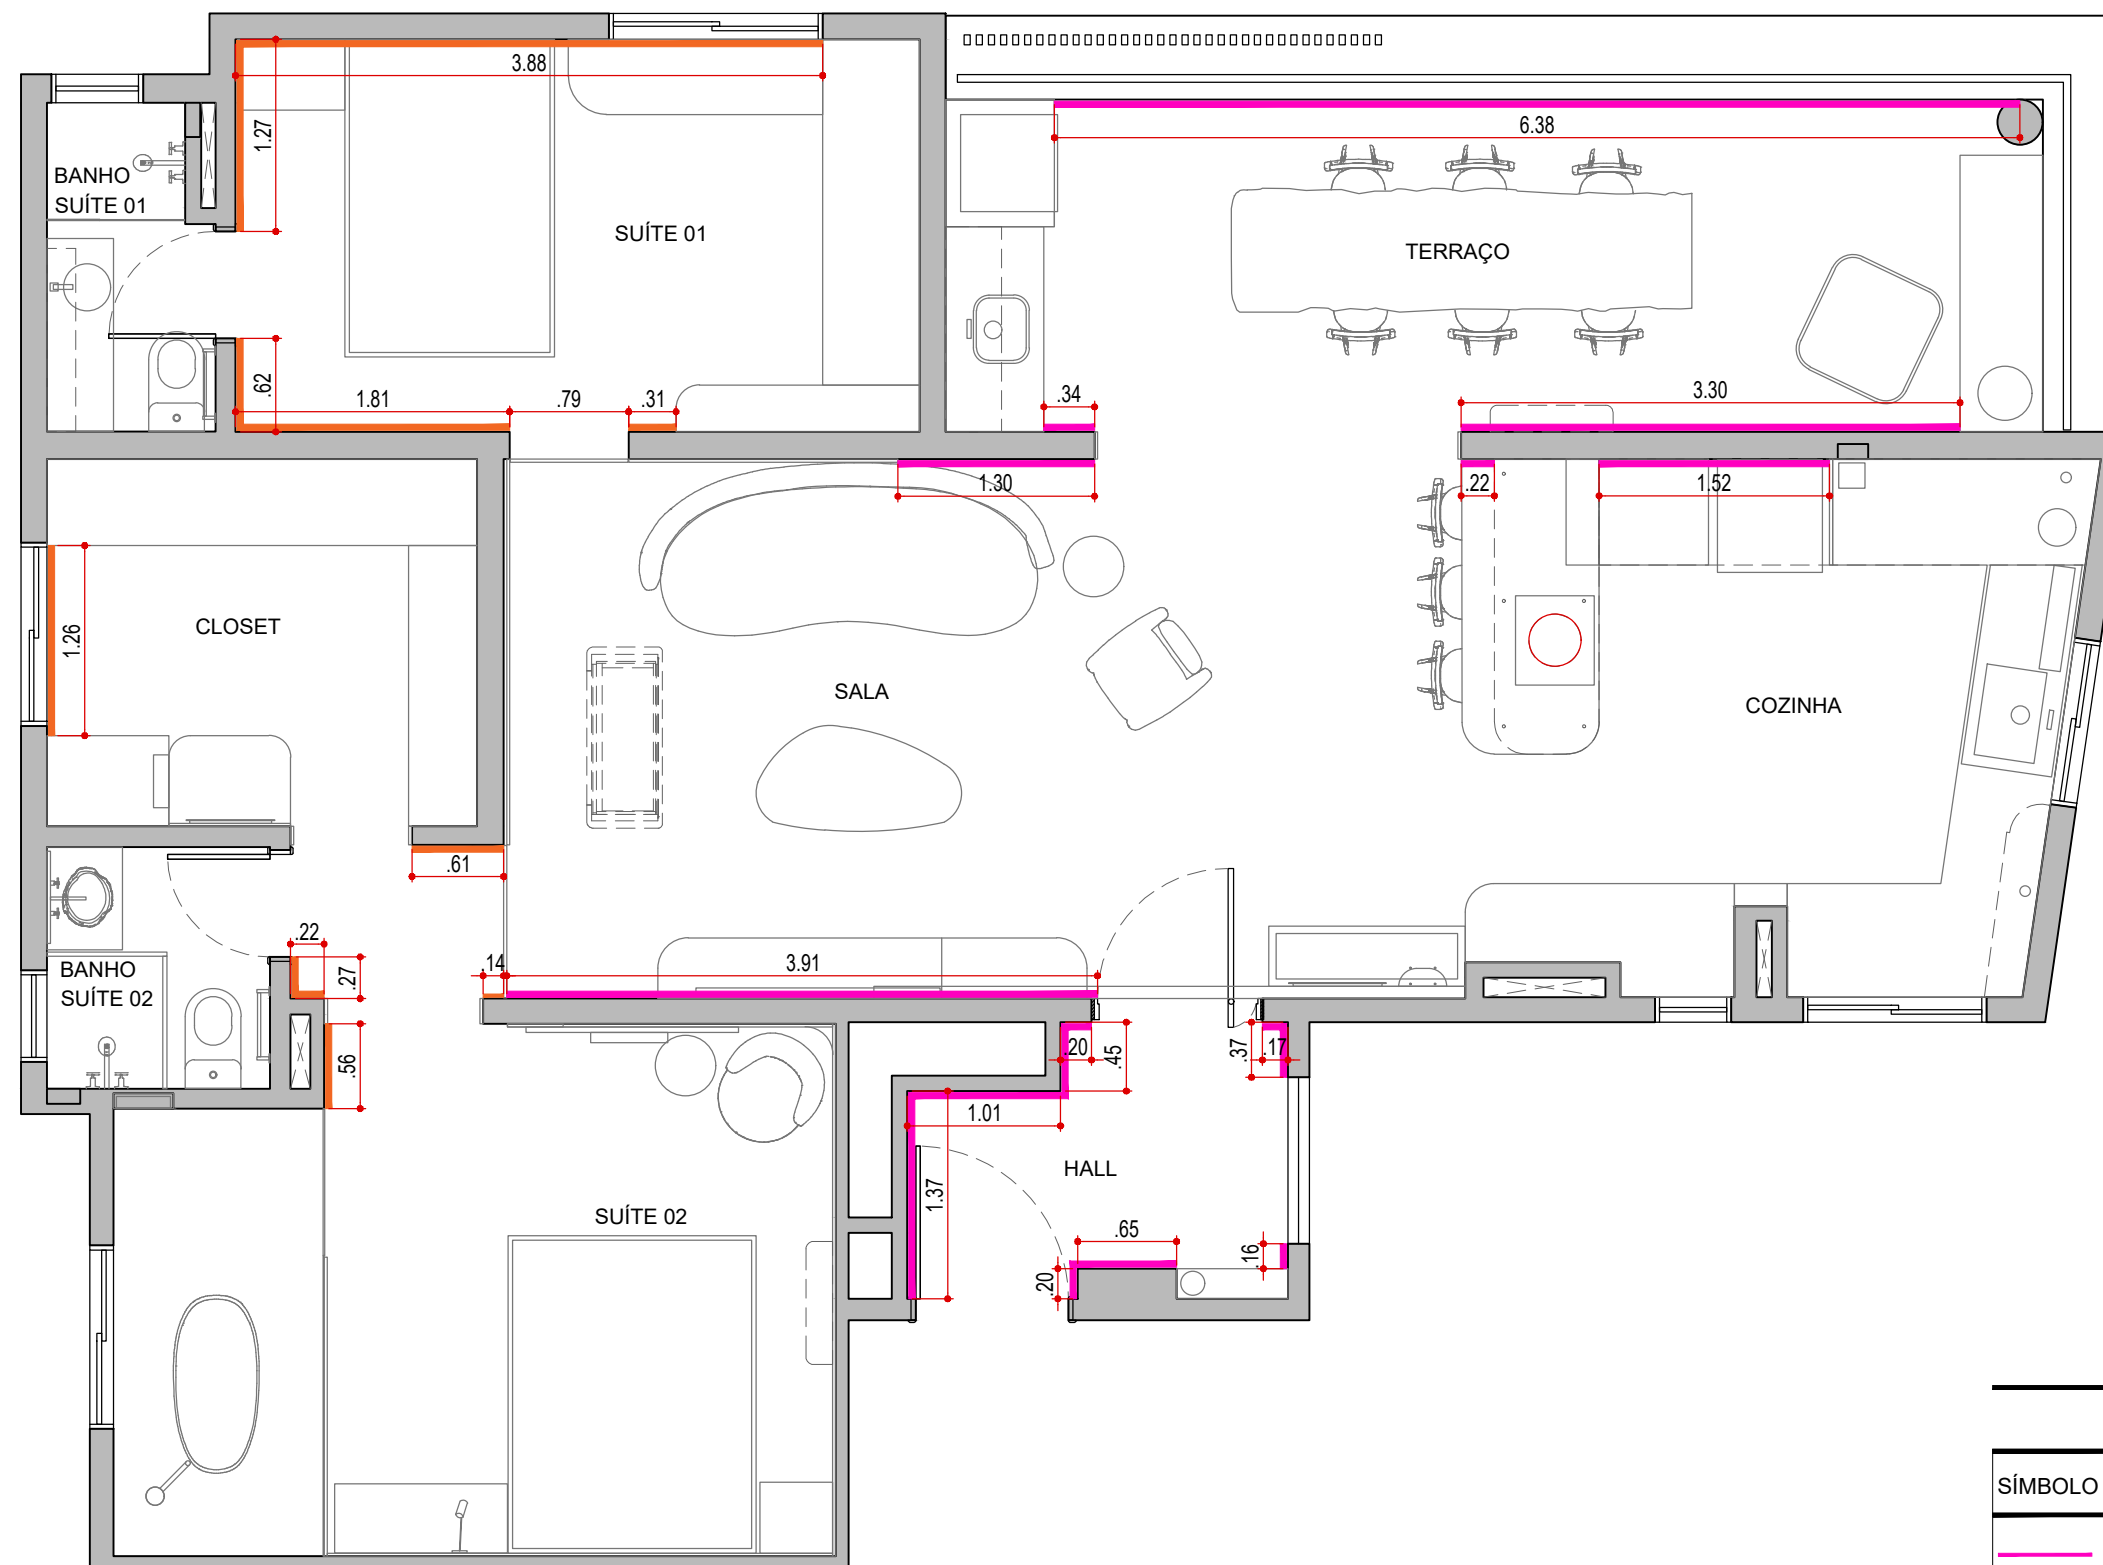 3.88
1.27
6.38
BANHO
SUÍTE 01
SUÍTE 01
TERRAÇO
.62
1.81
.79
.31
.34
3.30
1.30
.22
1.52
1.26
CLOSET
SALA
COZINHA
.61
.22
.27
.14
3.91
BANHO
SUÍTE 02
.56
.20
.45
.37
.17
1.01
HALL
1.37
SUÍTE 02
.65
.16
.20
SÍMBOLO